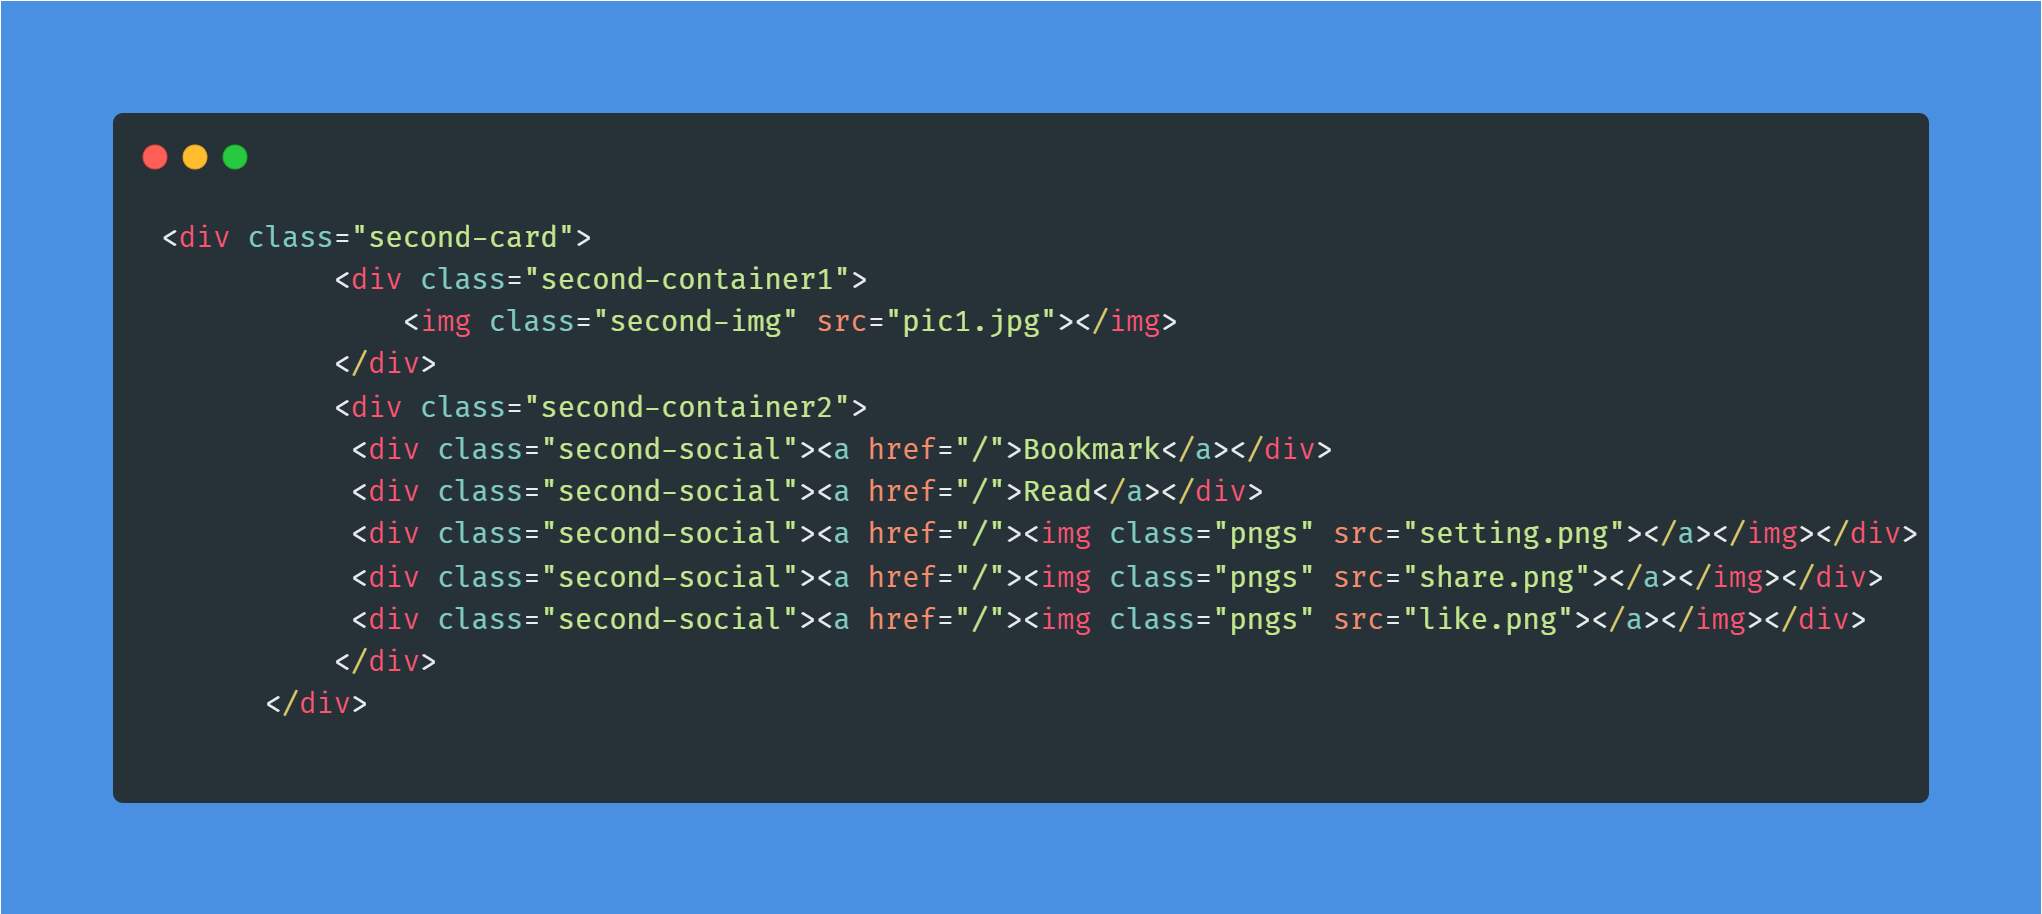 <div class="second-card">
          <div class="second-container1">
              <img class="second-img" src="pic1.jpg"></img>
          </div>
          <div class="second-container2">
           <div class="second-social"><a href="/">Bookmark</a></div>
           <div class="second-social"><a href="/">Read</a></div>
           <div class="second-social"><a href="/"><img class="pngs" src="setting.png"></a></img></div>
           <div class="second-social"><a href="/"><img class="pngs" src="share.png"></a></img></div>
           <div class="second-social"><a href="/"><img class="pngs" src="like.png"></a></img></div>
          </div>
      </div>